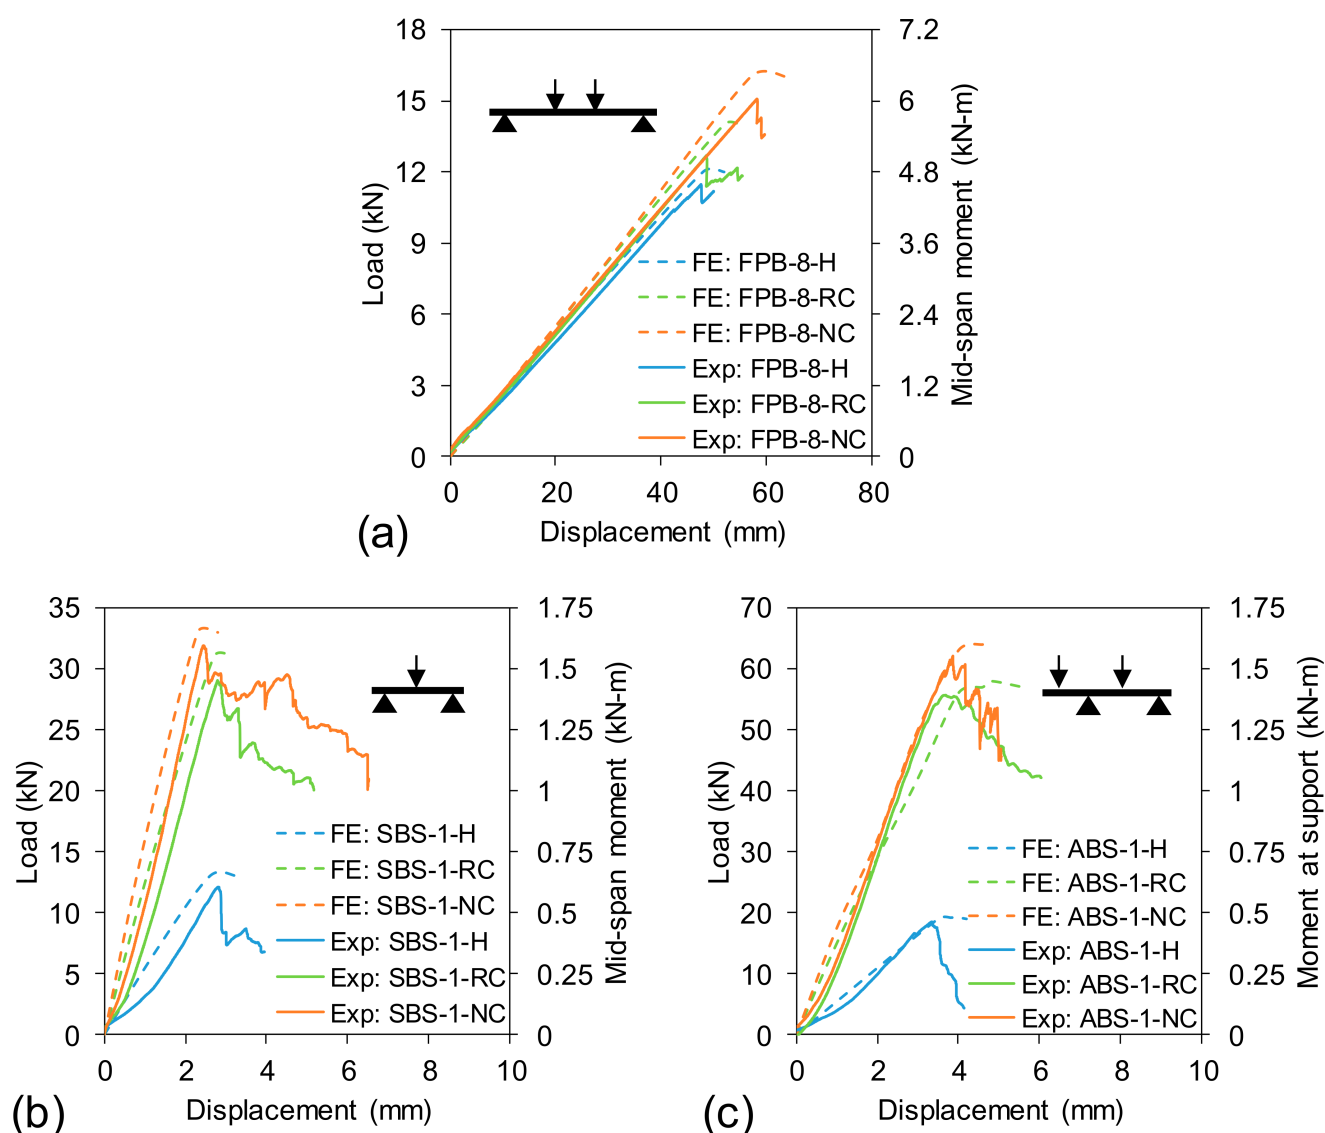 18
15
12
9
6
3
0
Load (kN)
7.2
6
4.8
3.6
2.4
1.2
0
Mid-span moment (kN-m)
FE: FPB-8-H
FE: FPB-8-RC
FE: FPB-8-NC
Exp: FPB-8-H
Exp: FPB-8-RC
Exp: FPB-8-NC
0 20 40 60 80
Displacement (mm)
(a)
35
30
25
20
15
10
5
0
Load (kN)
1.75
1.5
1.25
1
0.75
0.5
0.25
0
Mid-span moment (kN-m)
FE: SBS-1-H
FE: SBS-1-RC
FE: SBS-1-NC
Exp: SBS-1-H
Exp: SBS-1-RC
Exp: SBS-1-NC
0 2 4 6 8 10
Displacement (mm)
(b)
70
60
50
40
30
20
10
0
Load (kN)
1.75
1.5
1.25
1
0.75
0.5
0.25
0
Moment at support (kN-m)
FE: ABS-1-H
FE: ABS-1-RC
FE: ABS-1-NC
Exp: ABS-1-H
Exp: ABS-1-RC
Exp: ABS-1-NC
0 2 4 6 8 10
Displacement (mm)
(c)